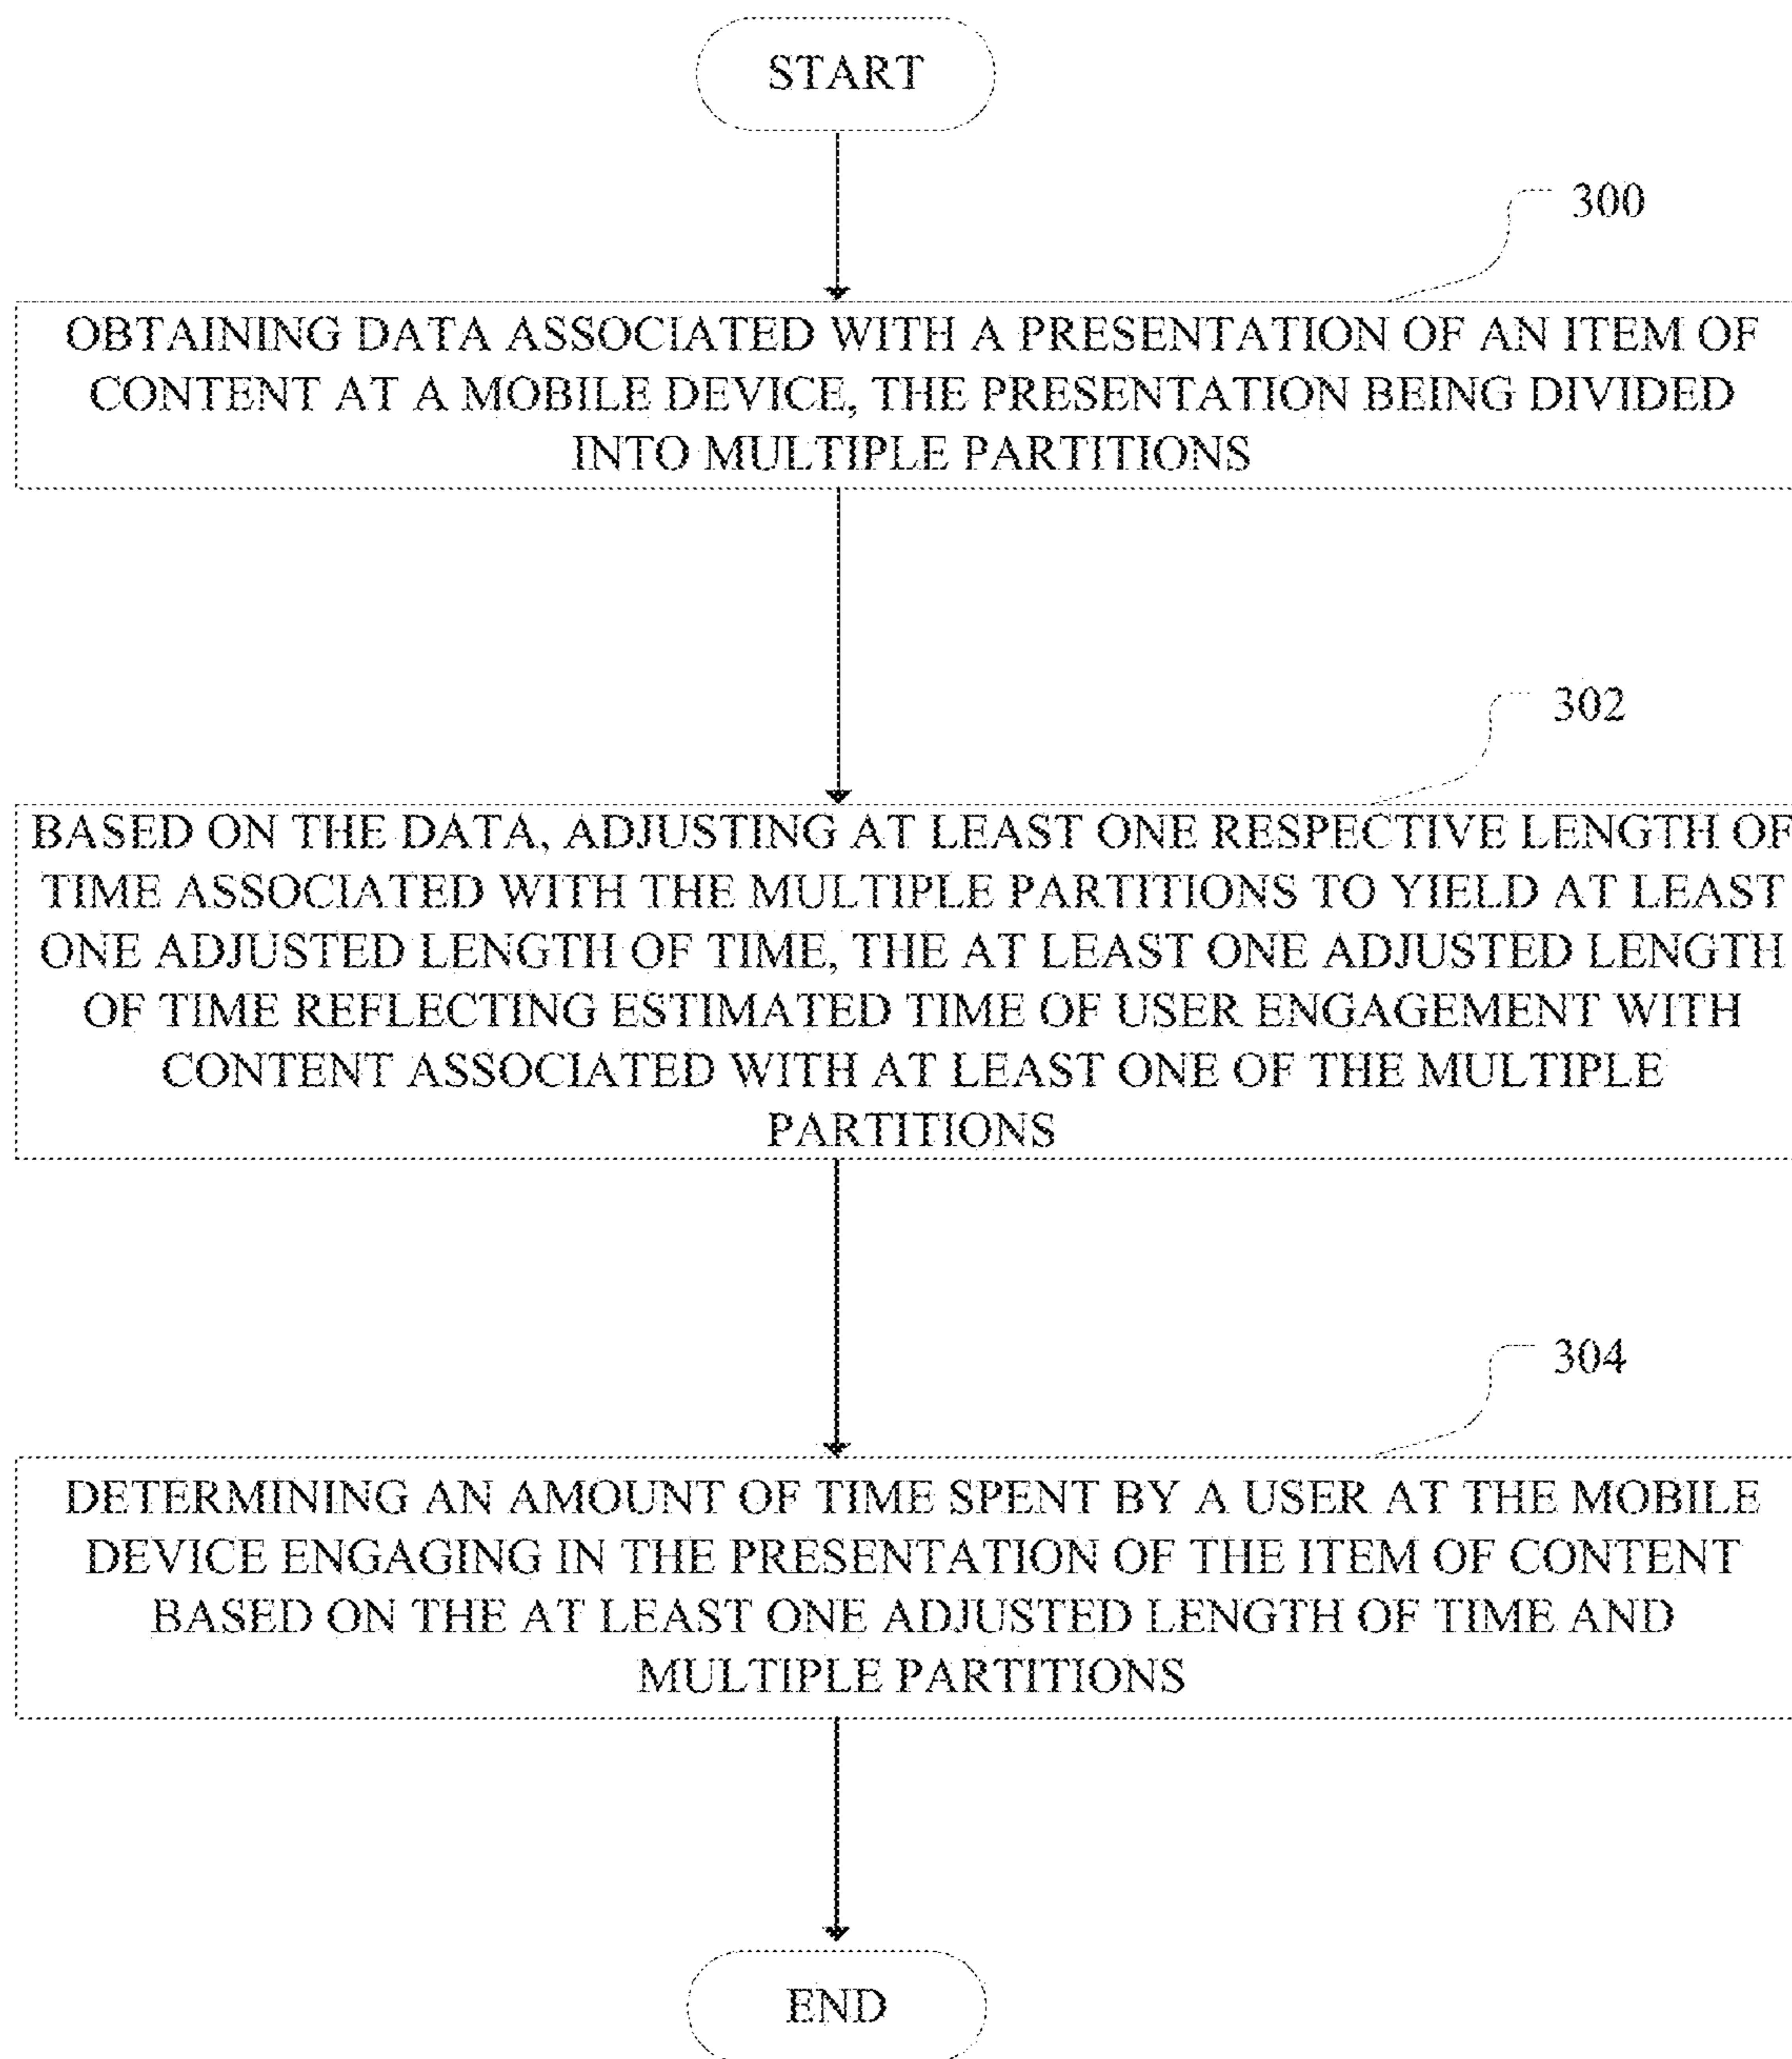 START
300
OBTAINING DATA ASSOCIATED WITH A PRESENTATION OF AN ITEM OF
CONTENT AT A MOBILE DEVICE, THE PRESENTATION BEING DIVIDED
INTO MULTIPLE PARTITIONS
302
BASED ON THE DATA, ADJUSTING AT LEAST ONE RESPECTIVE LENGTH OF
TIME ASSOCIATED WITH THE MULTIPLE PARTITIONS TO YIELD AT LEAST
ONE ADJUSTED LENGTH OF TIME, THE AT LEAST ONE ADJUSTED LENGTH
OF TIME REFLECTING ESTIMATED TIME OF USER ENGAGEMENT WITH
CONTENT ASSOCIATED WITH AT LEAST ONE OF THE MULTIPLE
PARTITIONS
304
DETERMINING AN AMOUNT OF TIME SPENT BY A USER AT THE MOBILE
DEVICE ENGAGING IN THE PRESENTATION OF THE ITEM OF CONTENT
BASED ON THE AT LEAST ONE ADJUSTED LENGTH OF TIME AND
MULTIPLE PARTITIONS
END